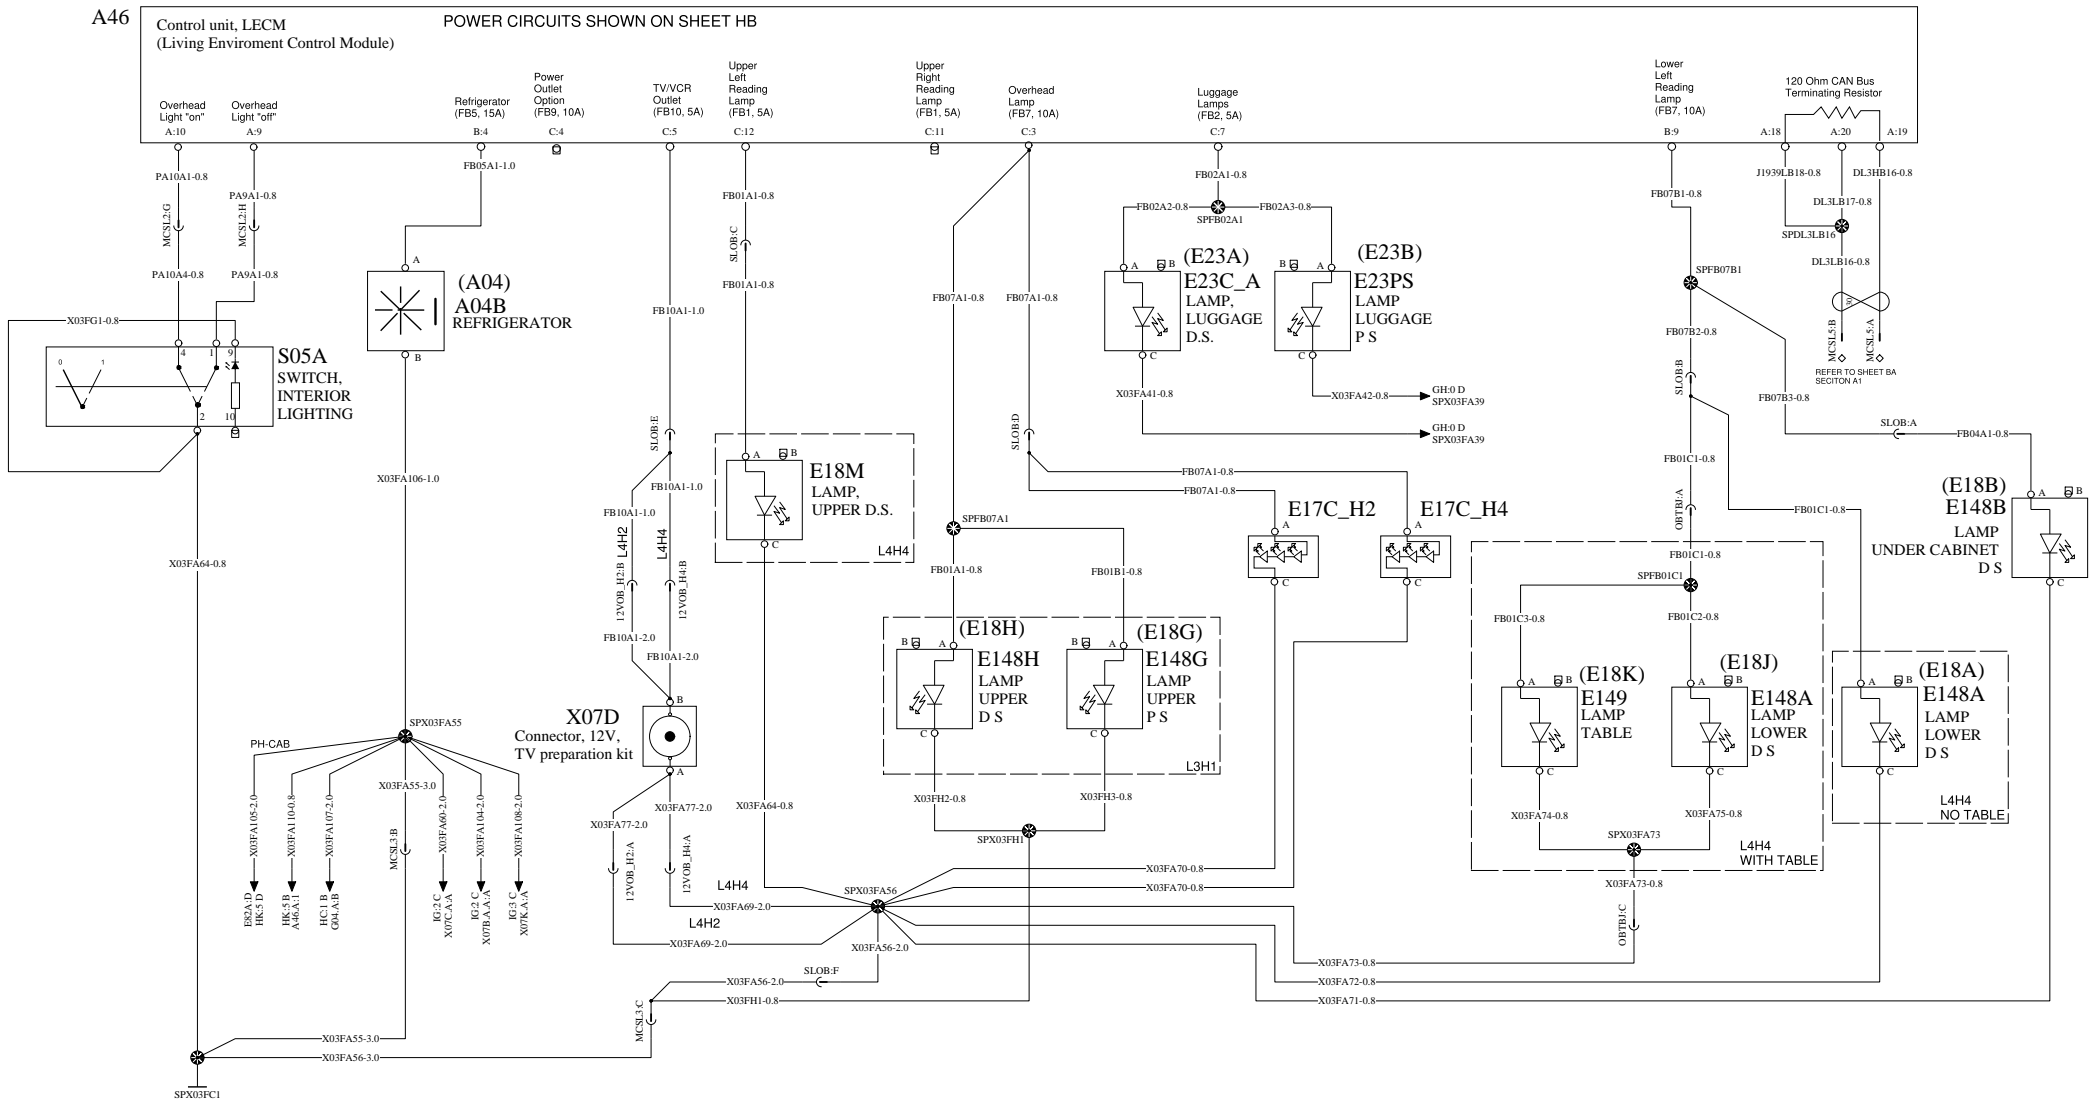 A46
Control unit, LECM
(Living Enviroment Control Module)
POWER CIRCUITS SHOWN ON SHEET HB
Overhead
Light "on"
A:10
Overhead
Light "off"
A:9
Refrigerator
(FB5, 15A)
B:4
Power
Outlet
Option
(FB9, 10A)
C:4
TV/VCR
Outlet
(FB10, 5A)
C:5
Upper
Left
Reading
Lamp
(FB1, 5A)
C:12
Upper
Right
Reading
Lamp
(FB1, 5A)
C:11
Overhead
Lamp
(FB7, 10A)
C:3
Luggage
Lamps
(FB2, 5A)
C:7
Lower
Left
Reading
Lamp
(FB7, 10A)
B:9
120 Ohm CAN Bus
Terminating Resistor
A:18
A:20
A:19
PA10A1-0.8
PA9A1-0.8
MCSL2:G
MCSL2:H
PA10A4-0.8
PA9A1-0.8
X03FG1-0.8
4
1
9
0
1
2
10
S05A
SWITCH,
INTERIOR
LIGHTING
X03FA64-0.8
FB05A1-1.0
A
(A04)
A04B
REFRIGERATOR
B
X03FA106-1.0
SPX03FA55
PH-CAB
X03FA105-2.0
X03FA110-0.8
X03FA107-2.0
X03FA55-3.0
MCSL3:B
X03FA60-2.0
X03FA104-2.0
X03FA108-2.0
E82A:D
HK:5 D
HK:5 B
A46.A:1
HC:1 B
G04.A:B
IG:2 C
X07C.A:A
IG:2 C
X07B.A.A:A
IG:3 C
X07K.A:A
FB10A1-1.0
SLOB:E
FB10A1-1.0
FB10A1-1.0
L4H2
L4H4
12VOB_H2:B
12VOB_H4:B
FB10A1-2.0
FB10A1-2.0
B
X07D
Connector, 12V,
TV preparation kit
A
X03FA77-2.0
X03FA77-2.0
12VOB_H2:A
12VOB_H4:A
L4H4
X03FA69-2.0
L4H2
X03FA69-2.0
FB01A1-0.8
SLOB:C
FB01A1-0.8
A
B
E18M
LAMP,
UPPER D.S.
C
L4H4
X03FA64-0.8
SPX03FA56
X03FA56-2.0
SLOB:F
X03FA56-2.0
X03FH1-0.8
MCSL3:C
X03FA55-3.0
X03FA56-3.0
SPX03FC1
FB07A1-0.8
FB07A1-0.8
SLOB:D
SPFB07A1
FB01A1-0.8
FB01B1-0.8
B
A
(E18H)
E148H
LAMP
UPPER
D S
C
B
A
(E18G)
E148G
LAMP
UPPER
P S
C
L3H1
X03FH2-0.8
X03FH3-0.8
SPX03FH1
FB07A1-0.8
FB07A1-0.8
E17C_H2
A
C
E17C_H4
A
C
X03FA70-0.8
X03FA70-0.8
FB02A1-0.8
FB02A2-0.8
FB02A3-0.8
SPFB02A1
A
B
(E23A)
E23C_A
LAMP,
LUGGAGE
D.S.
C
B
A
(E23B)
E23PS
LAMP
LUGGAGE
P S
C
X03FA41-0.8
X03FA42-0.8
GH:0 D
SPX03FA39
GH:0 D
SPX03FA39
FB07B1-0.8
SPFB07B1
FB07B2-0.8
SLOB:B
FB07B3-0.8
FB01C1-0.8
OBTBJ:A
FB01C1-0.8
FB01C1-0.8
SPFB01C1
FB01C3-0.8
FB01C2-0.8
A
B
(E18K)
E149
LAMP
TABLE
C
A
B
(E18J)
E148A
LAMP
LOWER
D S
C
X03FA74-0.8
X03FA75-0.8
SPX03FA73
L4H4
WITH TABLE
X03FA73-0.8
OBTBJ:C
X03FA73-0.8
X03FA72-0.8
X03FA71-0.8
A
B
(E18A)
E148A
LAMP
LOWER
D S
C
L4H4
NO TABLE
J1939LB18-0.8
DL3HB16-0.8
DL3LB17-0.8
SPDL3LB16
DL3LB16-0.8
30
MCSL5:B
MCSL5:A
REFER TO SHEET BA
SECITON A1
SLOB:A
FB04A1-0.8
A
B
(E18B)
E148B
LAMP
UNDER CABINET
D S
C